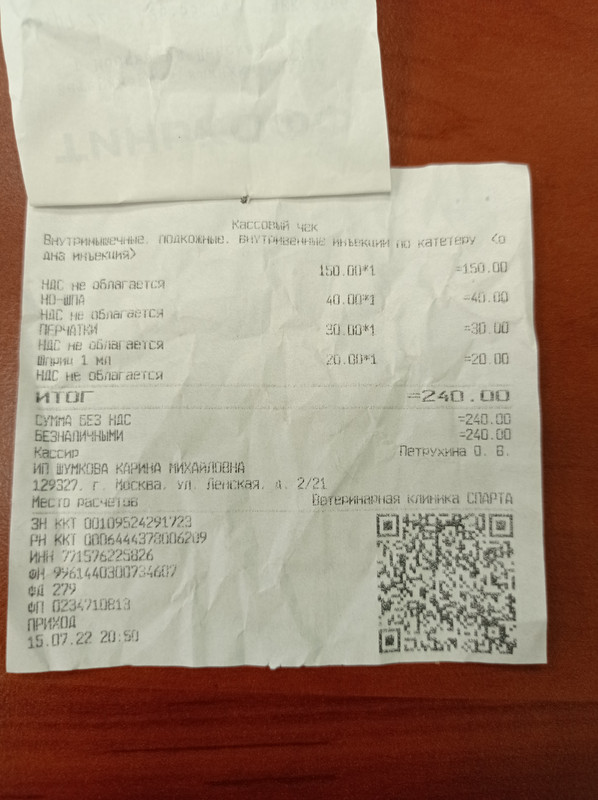 Кассовый чек
Внутримышечные, подкожные, внутривенные инъекции по катетеру <о
дна инъекция>
150.00*1 =150.00
НДС не облагается
НО-ШПА 40.00*1 =40.00
НДС не облагается
ПЕРЧАТКИ 30.00*1 =30.00
НДС не облагается
Шприц 1 мл 20.00*1 =20.00
НДС не облагается
ИТОГ =240.00
СУММА БЕЗ НДС =240.00
БЕЗНАЛИЧНЫМИ =240.00
Кассир Петрухина О. В.
ИП ШУМКОВА КАРИНА МИХАЙЛОВНА
129327, г. Москва, ул. Ленская, д. 2/21
Место расчетов Ветеринарная клиника СПАРТА
ЗН ККТ 00109524291723
РН ККТ 0006444378006209
ИНН 771576225826
ФН 9961440300734607
ФД 279
ФП 0234710813
ПРИХОД
15.07.22 20:50